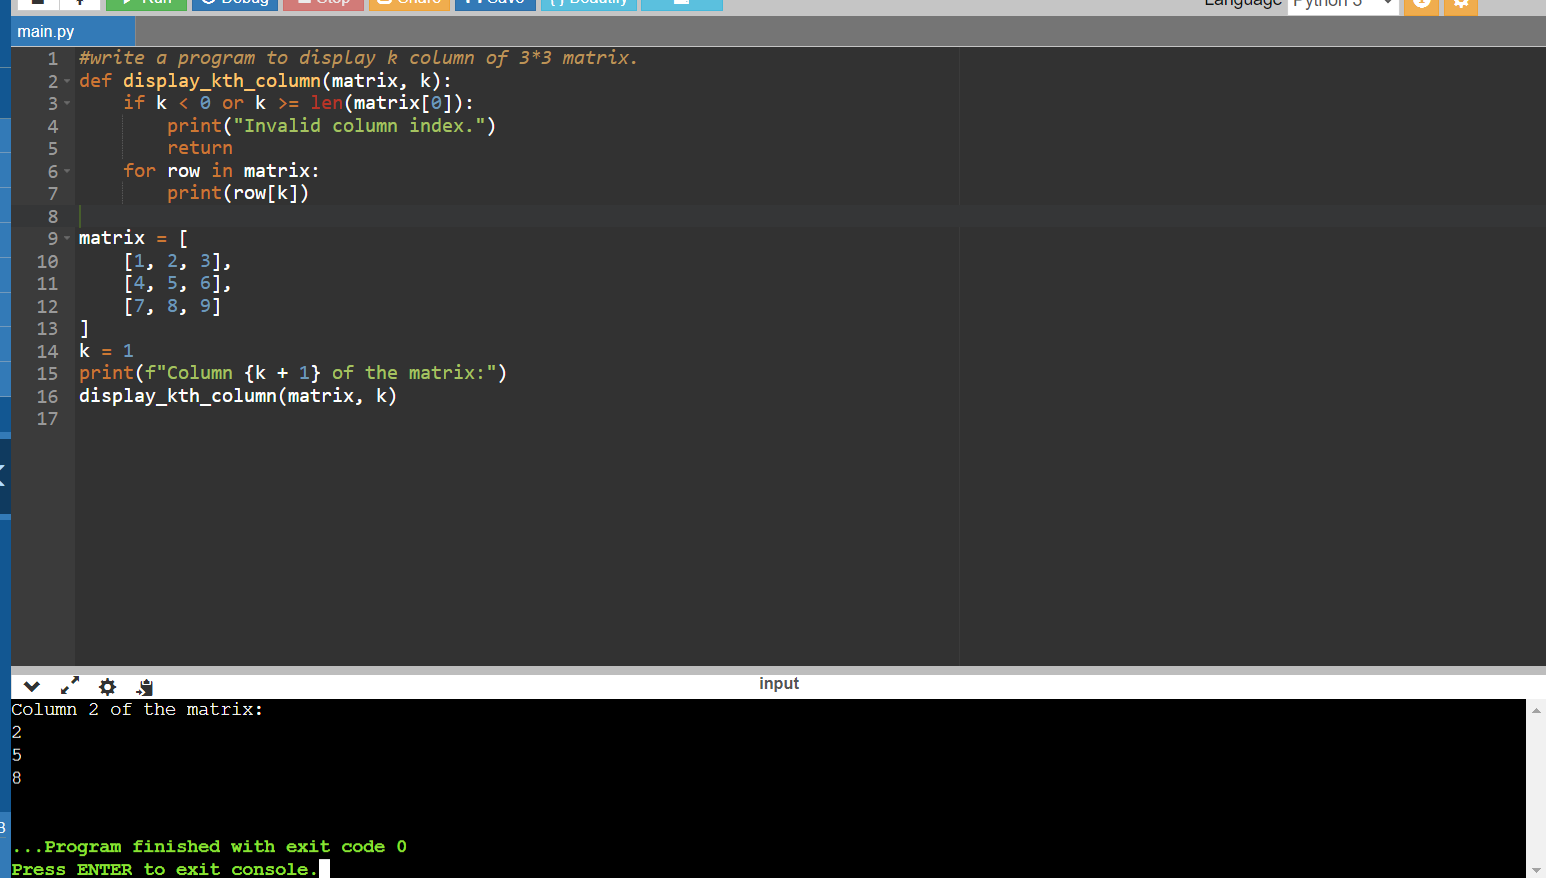 Run Debug Stop Share Save { } Beautify Language Python 3
main.py
1 #write a program to display k column of 3*3 matrix.
2 def display_kth_column(matrix, k):
3     if k < 0 or k >= len(matrix[0]):
4         print("Invalid column index.")
5         return
6     for row in matrix:
7         print(row[k])
8
9 matrix = [
10     [1, 2, 3],
11     [4, 5, 6],
12     [7, 8, 9]
13 ]
14 k = 1
15 print(f"Column {k + 1} of the matrix:")
16 display_kth_column(matrix, k)
17
input
Column 2 of the matrix:
2
5
8
...Program finished with exit code 0
Press ENTER to exit console.